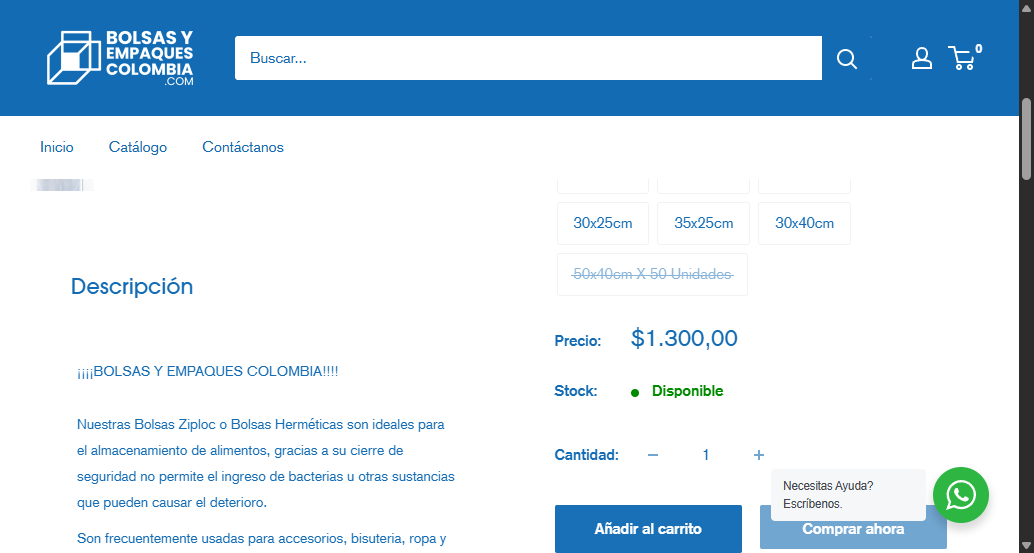 BOLSAS Y
EMPAQUES
COLOMBIA
.COM
Buscar...
0
Inicio Catálogo Contáctanos
30x25cm 35x25cm 30x40cm
50x40cm X 50 Unidades
Descripción
Precio: $1.300,00
¡¡¡¡BOLSAS Y EMPAQUES COLOMBIA!!!!
Stock: Disponible
Nuestras Bolsas Ziploc o Bolsas Herméticas son ideales para
el almacenamiento de alimentos, gracias a su cierre de
seguridad no permite el ingreso de bacterias u otras sustancias
que pueden causar el deterioro.
Son frecuentemente usadas para accesorios, bisuteria, ropa y
Cantidad: − 1 +
Necesitas Ayuda?
Escríbenos.
Añadir al carrito Comprar ahora